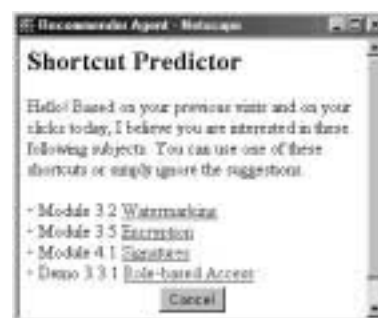 Recommender Agent - Netscape
Shortcut Predictor
Hello! Based on your previous visits and on your
clicks today, I believe you are interested in these
following subjects. You can use one of these
shortcuts or simply ignore the suggestions.
+ Module 3.2 Watermarking
+ Module 3.5 Encryption
+ Module 4.1 Signatures
+ Demo 3.3.1 Role-based Access
Cancel